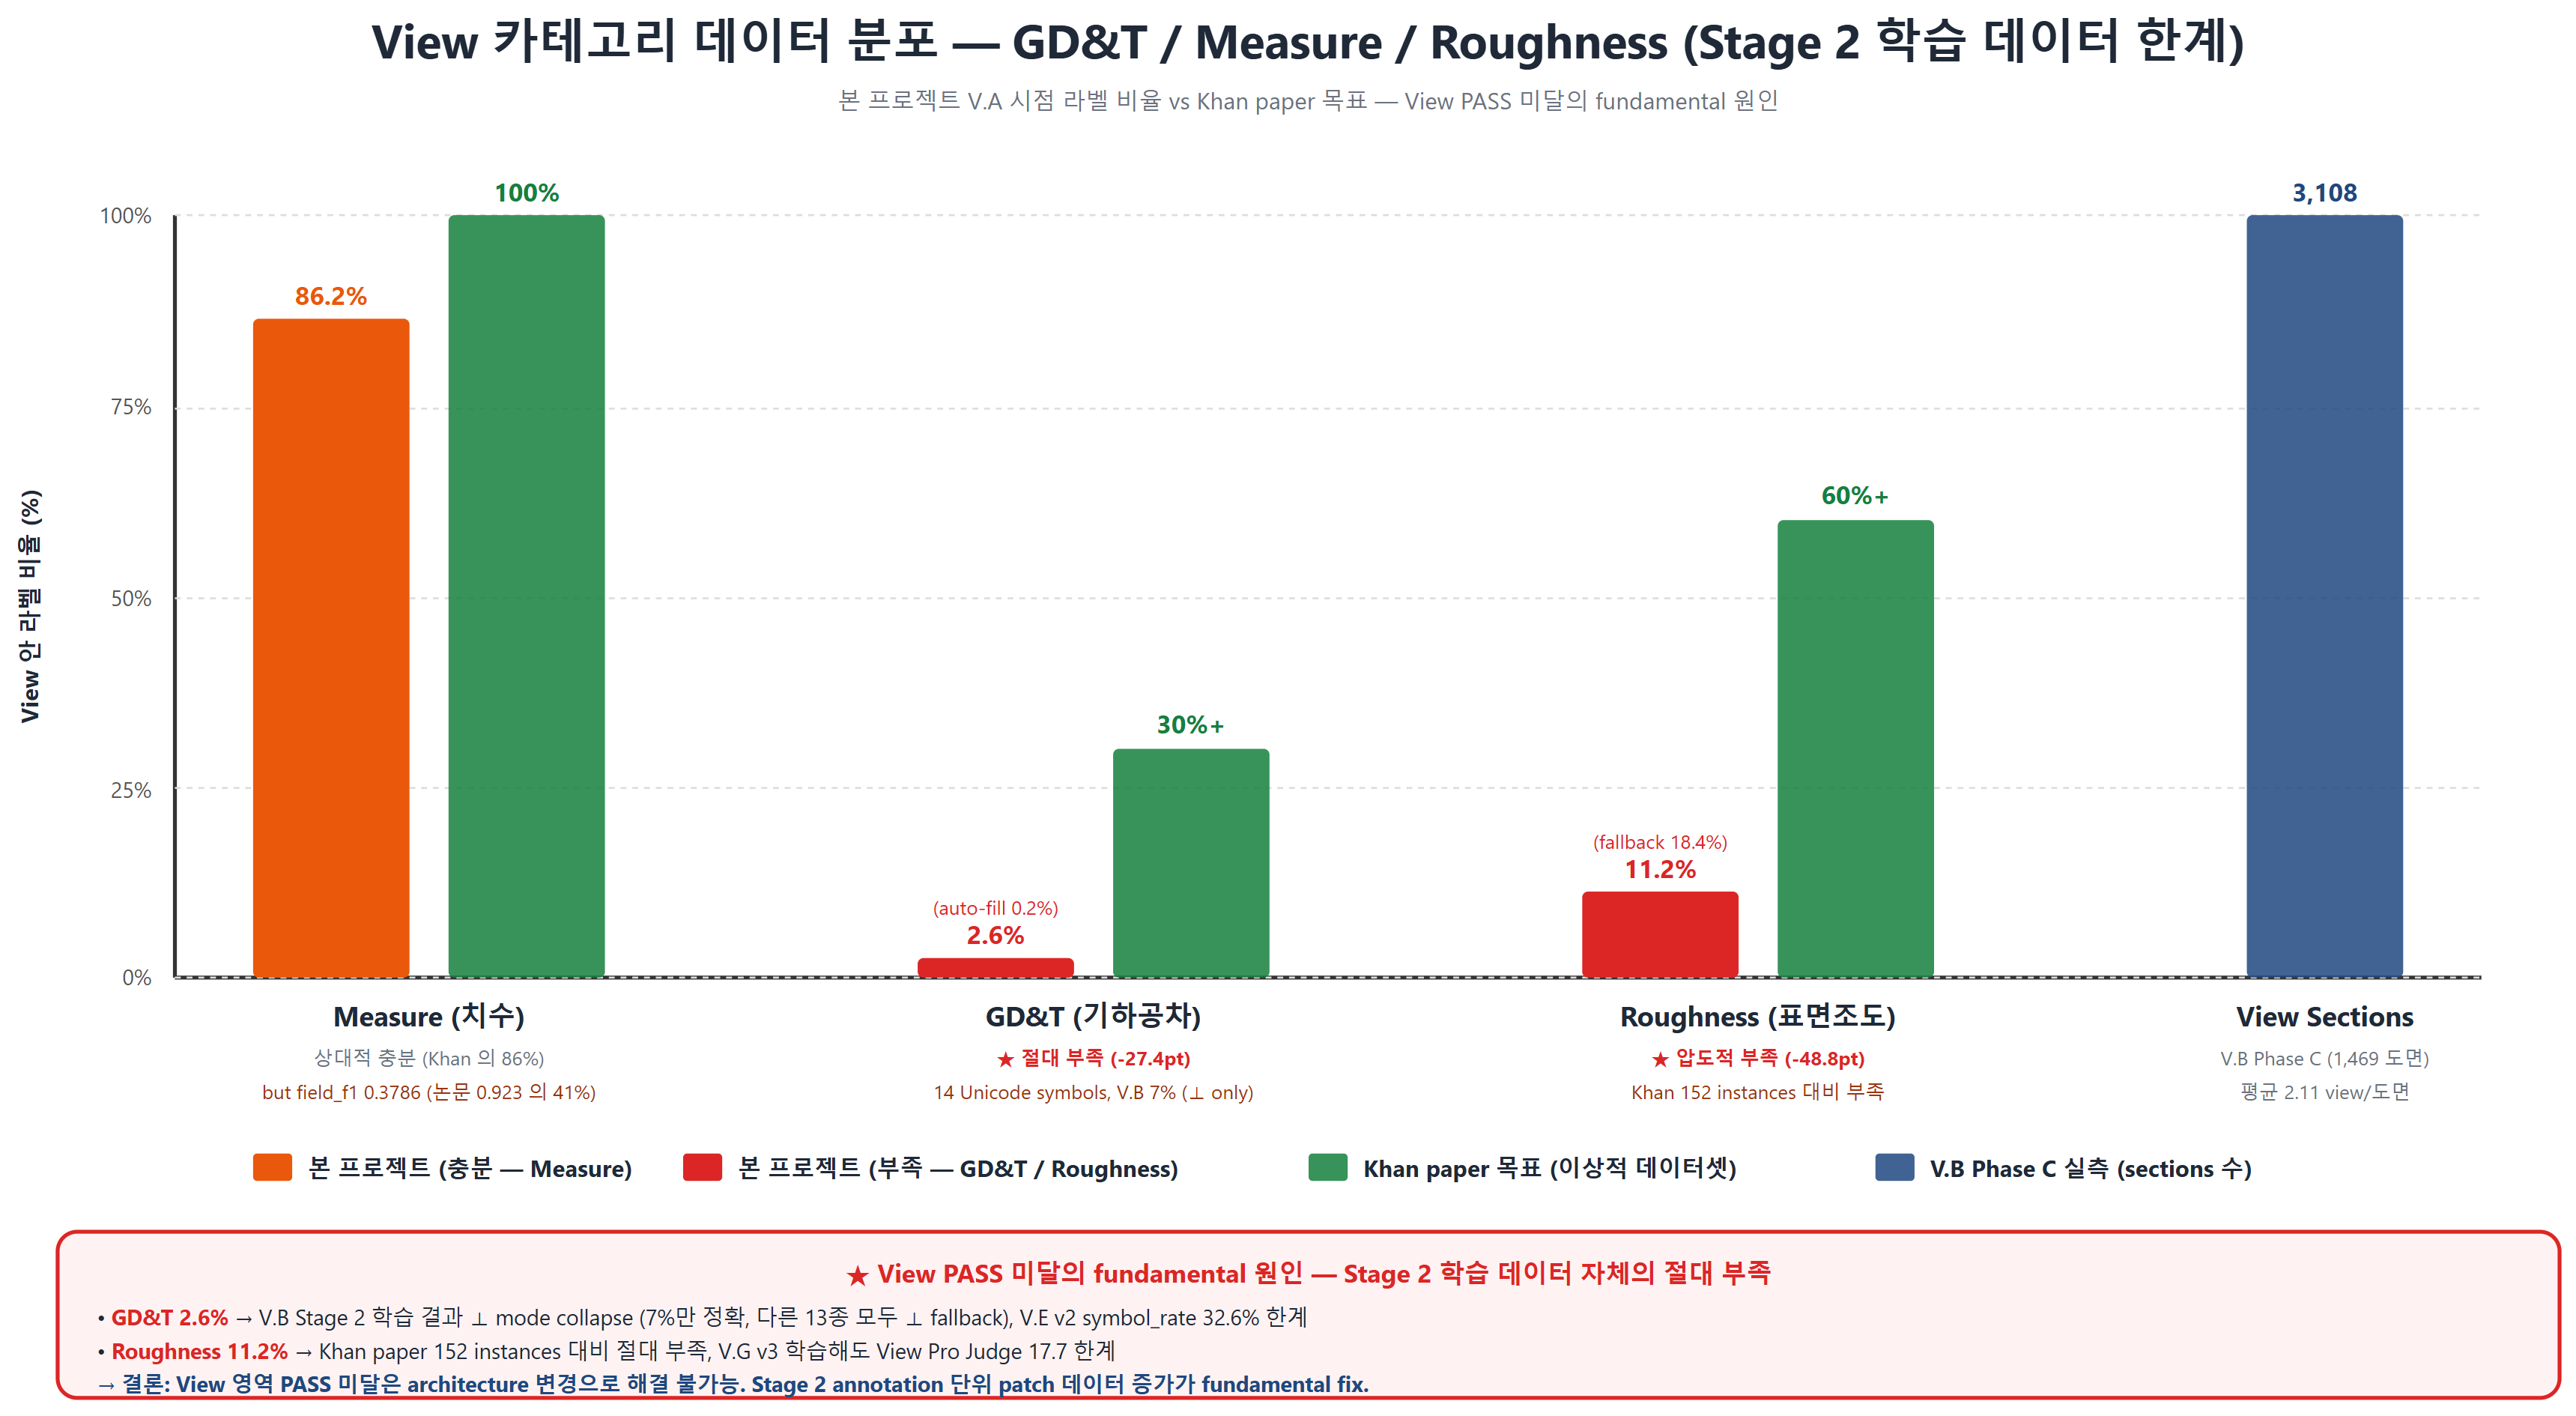 View 카테고리 데이터 분포 — GD&T / Measure / Roughness (Stage 2 학습 데이터 한계)
본 프로젝트 V.A 시점 라벨 비율 vs Khan paper 목표 — View PASS 미달의 fundamental 원인
View 안 라벨 비율 (%)
100%
75%
50%
25%
0%
86.2%
100%
(auto-fill 0.2%)
2.6%
30%+
(fallback 18.4%)
11.2%
60%+
3,108
Measure (치수)
상대적 충분 (Khan 의 86%)
but field_f1 0.3786 (논문 0.923 의 41%)
GD&T (기하공차)
★ 절대 부족 (-27.4pt)
14 Unicode symbols, V.B 7% (⊥ only)
Roughness (표면조도)
★ 압도적 부족 (-48.8pt)
Khan 152 instances 대비 부족
View Sections
V.B Phase C (1,469 도면)
평균 2.11 view/도면
본 프로젝트 (충분 — Measure)
본 프로젝트 (부족 — GD&T / Roughness)
Khan paper 목표 (이상적 데이터셋)
V.B Phase C 실측 (sections 수)
★ View PASS 미달의 fundamental 원인 — Stage 2 학습 데이터 자체의 절대 부족
• GD&T 2.6% → V.B Stage 2 학습 결과 ⊥ mode collapse (7%만 정확, 다른 13종 모두 ⊥ fallback), V.E v2 symbol_rate 32.6% 한계
• Roughness 11.2% → Khan paper 152 instances 대비 절대 부족, V.G v3 학습해도 View Pro Judge 17.7 한계
→ 결론: View 영역 PASS 미달은 architecture 변경으로 해결 불가능. Stage 2 annotation 단위 patch 데이터 증가가 fundamental fix.